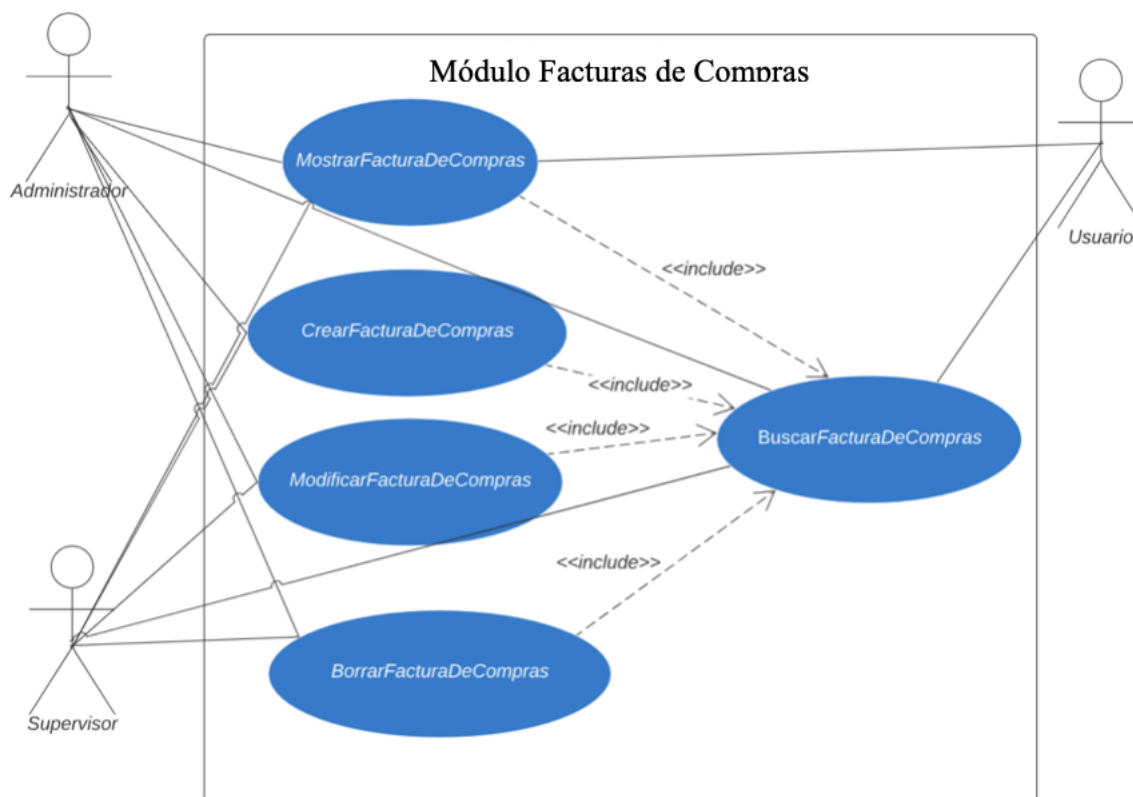 Módulo Facturas de Compras
MostrarFacturaDeCompras
Administrador
Usuario
<<include>>
CrearFacturaDeCompras
<<include>>
<<include>>
BuscarFacturaDeCompras
ModificarFacturaDeCompras
<<include>>
BorrarFacturaDeCompras
Supervisor